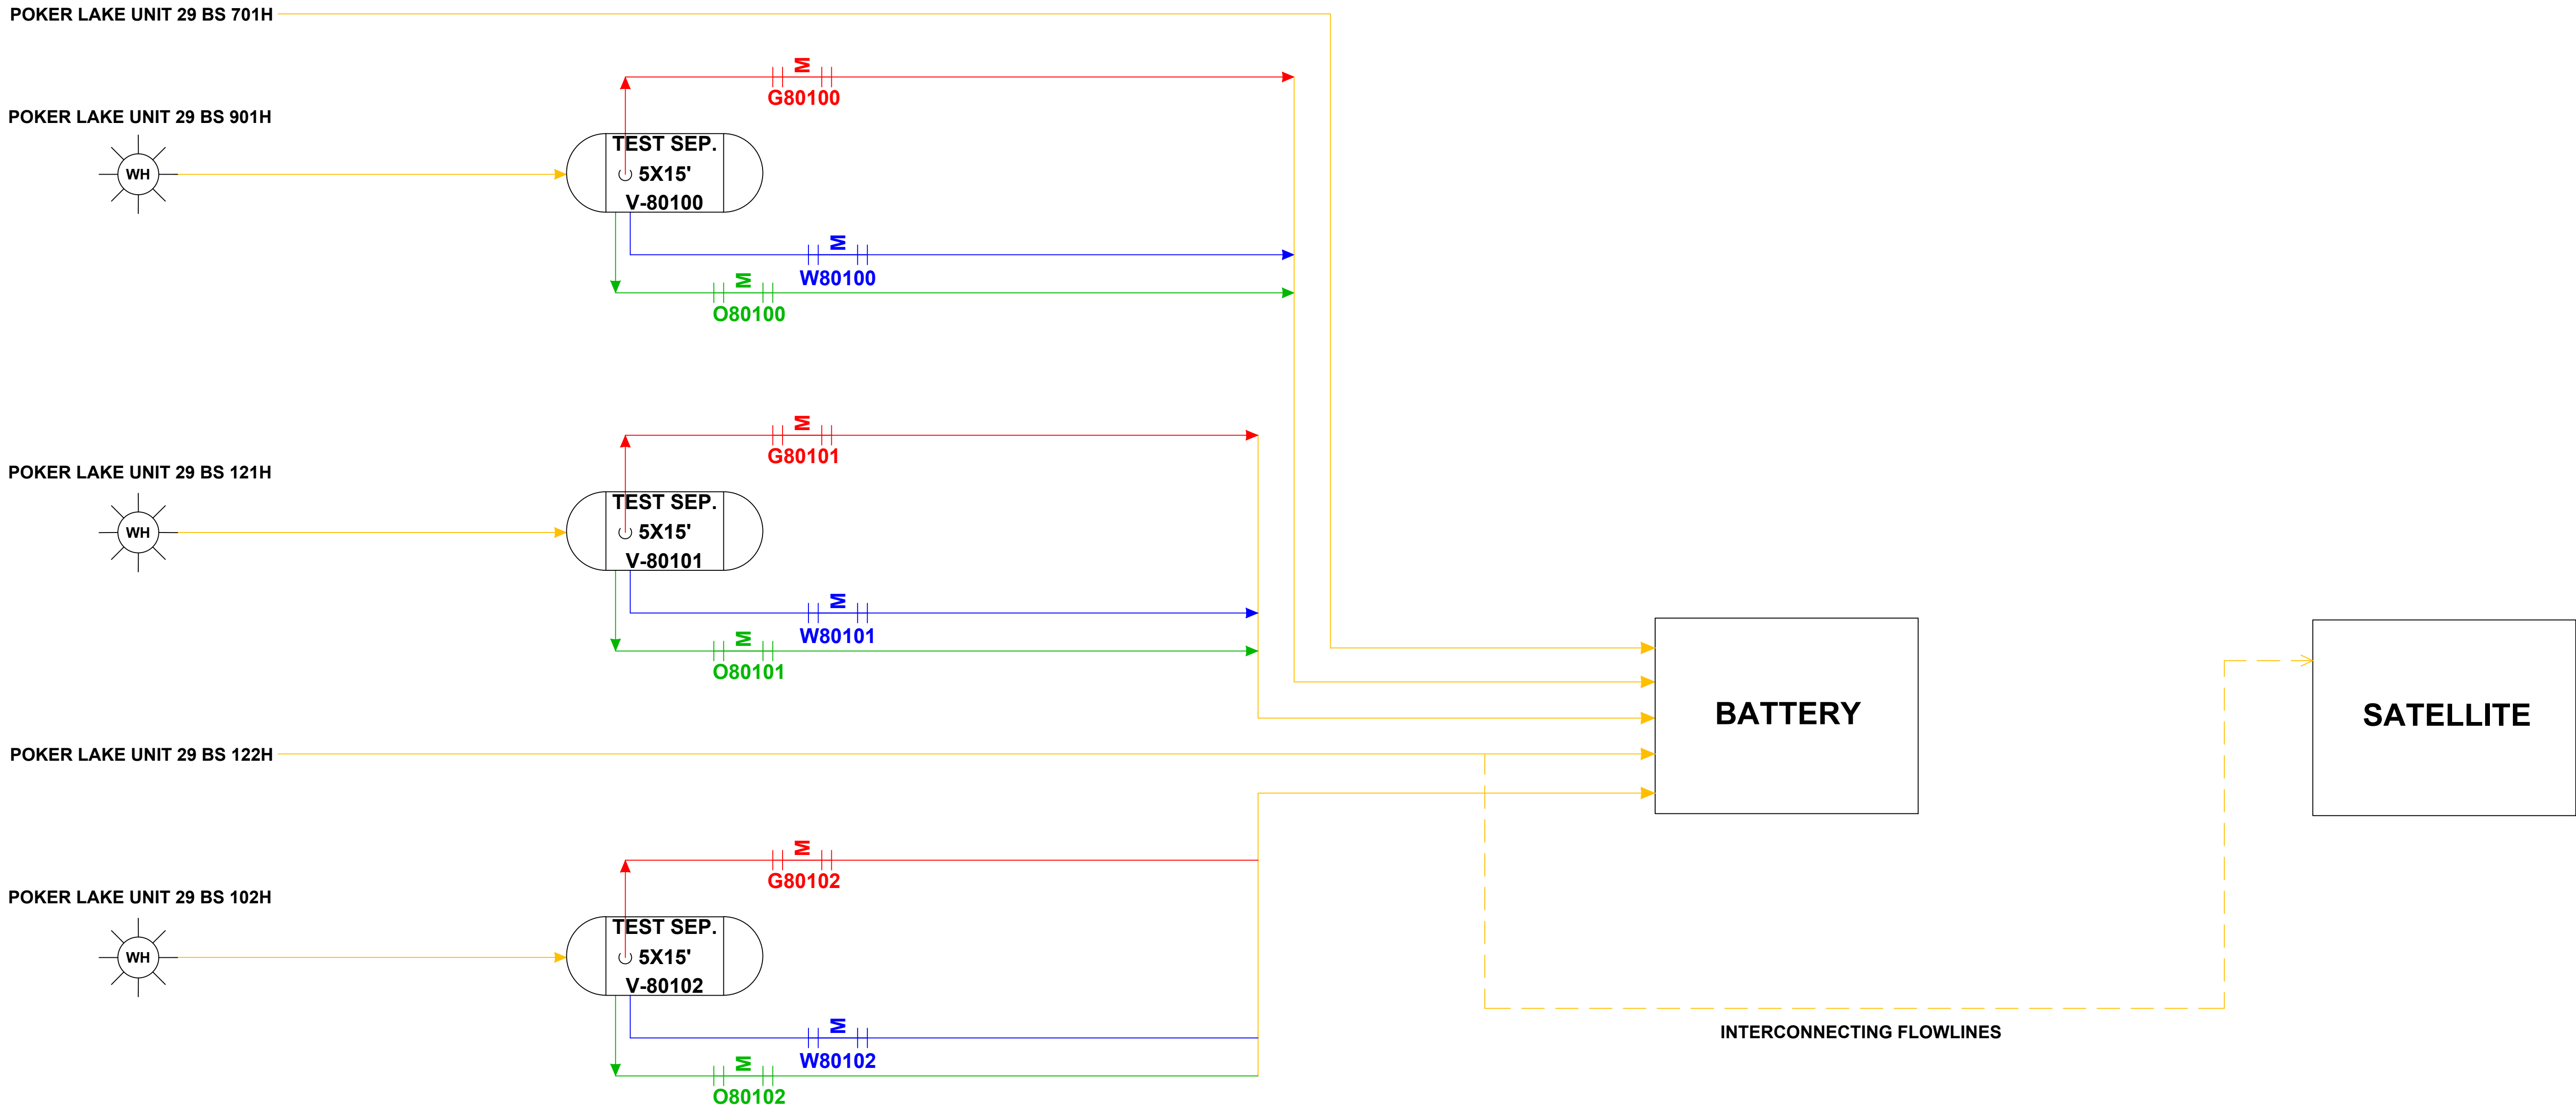 POKER LAKE UNIT 29 BS 701H
M
G80100
POKER LAKE UNIT 29 BS 901H
WH
TEST SEP.
5X15'
V-80100
M
W80100
M
O80100
M
G80101
POKER LAKE UNIT 29 BS 121H
WH
TEST SEP.
5X15'
V-80101
M
W80101
M
O80101
BATTERY
SATELLITE
POKER LAKE UNIT 29 BS 122H
M
G80102
POKER LAKE UNIT 29 BS 102H
WH
TEST SEP.
5X15'
V-80102
INTERCONNECTING FLOWLINES
M
W80102
M
O80102